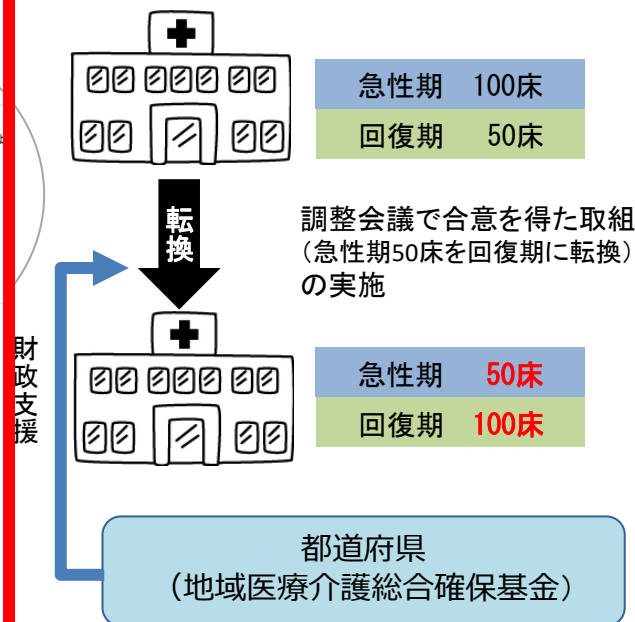 急性期 100床
回復期 50床
転換
調整会議で合意を得た取組
(急性期50床を回復期に転換)
の実施
財政支援
急性期 50床
回復期 100床
都道府県
(地域医療介護総合確保基金)